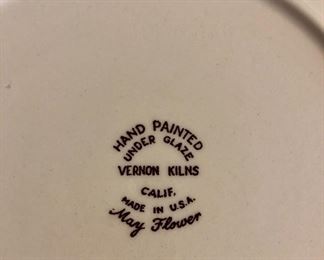 HAND PAINTED
UNDER GLAZE
VERNON KILNS
CALIF.
MADE IN U.S.A.
May Flower